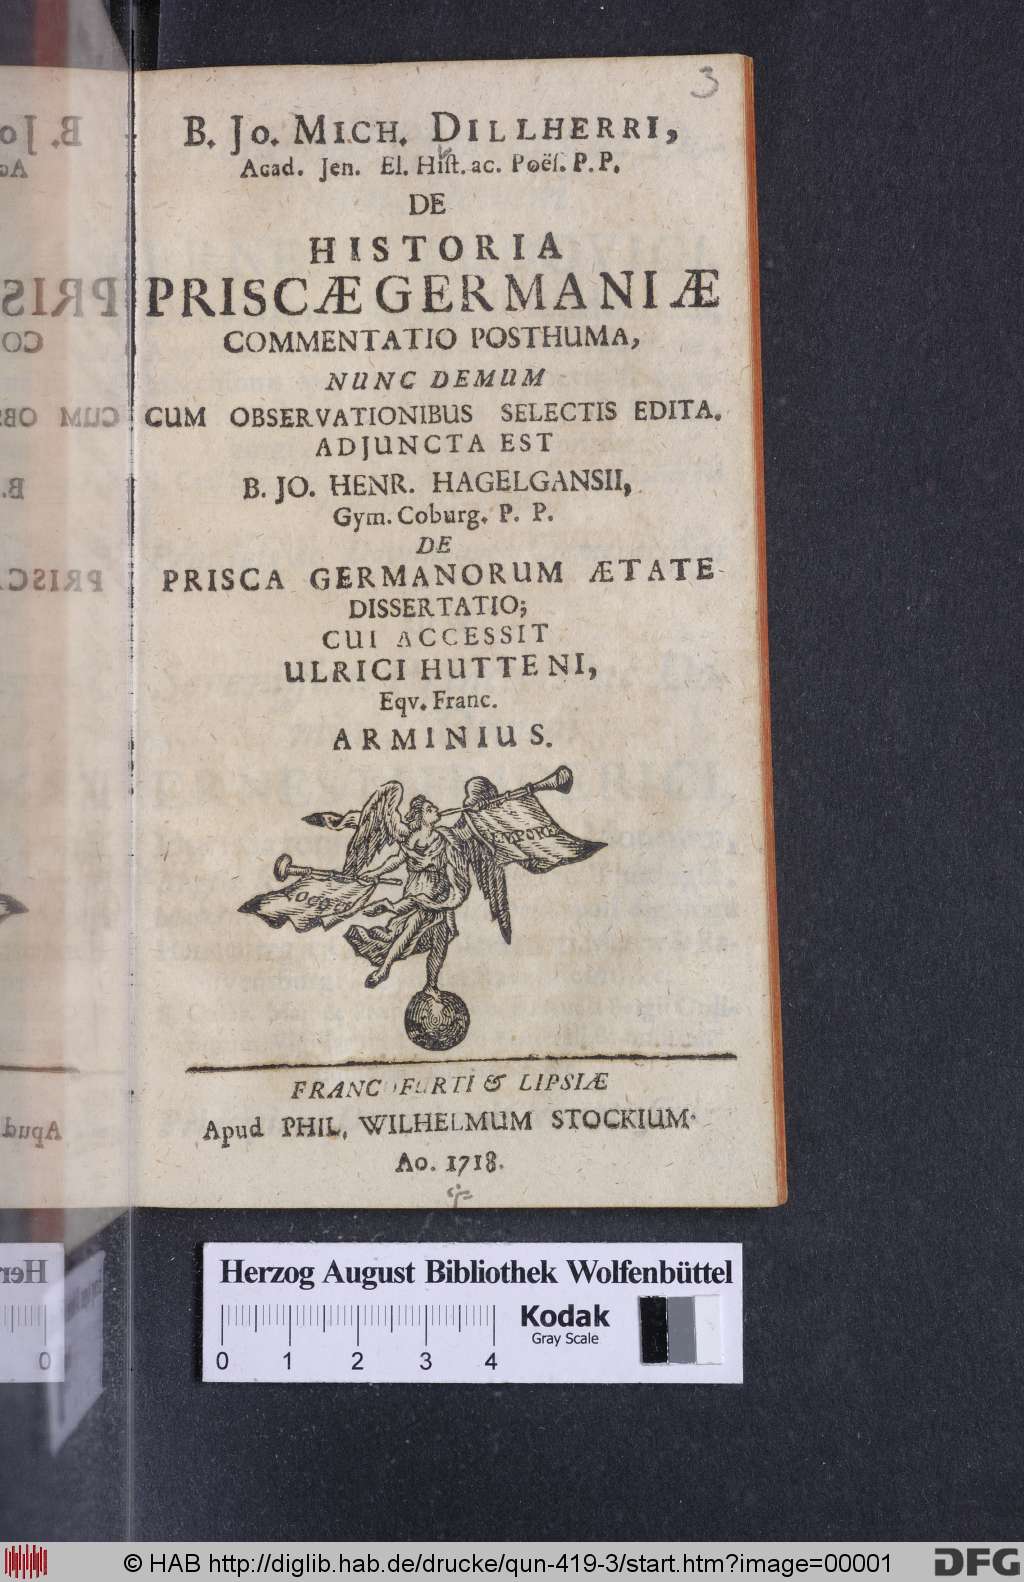 3
B. Jo. MICH. DILLHERRI,
Acad. Jen. El. Hist. ac. Poës. P. P.
DE
HISTORIA
PRISCÆ GERMANIÆ
COMMENTATIO POSTHUMA,
NUNC DEMUM
CUM OBSERVATIONIBUS SELECTIS EDITA.
ADJUNCTA EST
B. JO. HENR. HAGELGANSII,
Gym. Coburg. P. P.
DE
PRISCA GERMANORUM ÆTATE
DISSERTATIO;
CUI ACCESSIT
ULRICI HUTTENI,
Eqv. Franc.
ARMINIUS.
FRANCOFURTI & LIPSIÆ
Apud PHIL. WILHELMUM STOCKIUM.
Ao. 1718.
Herzog August Bibliothek Wolfenbüttel
0 1 2 3 4
Kodak
Gray Scale
© HAB http://diglib.hab.de/drucke/qun-419-3/start.htm?image=00001
DFG